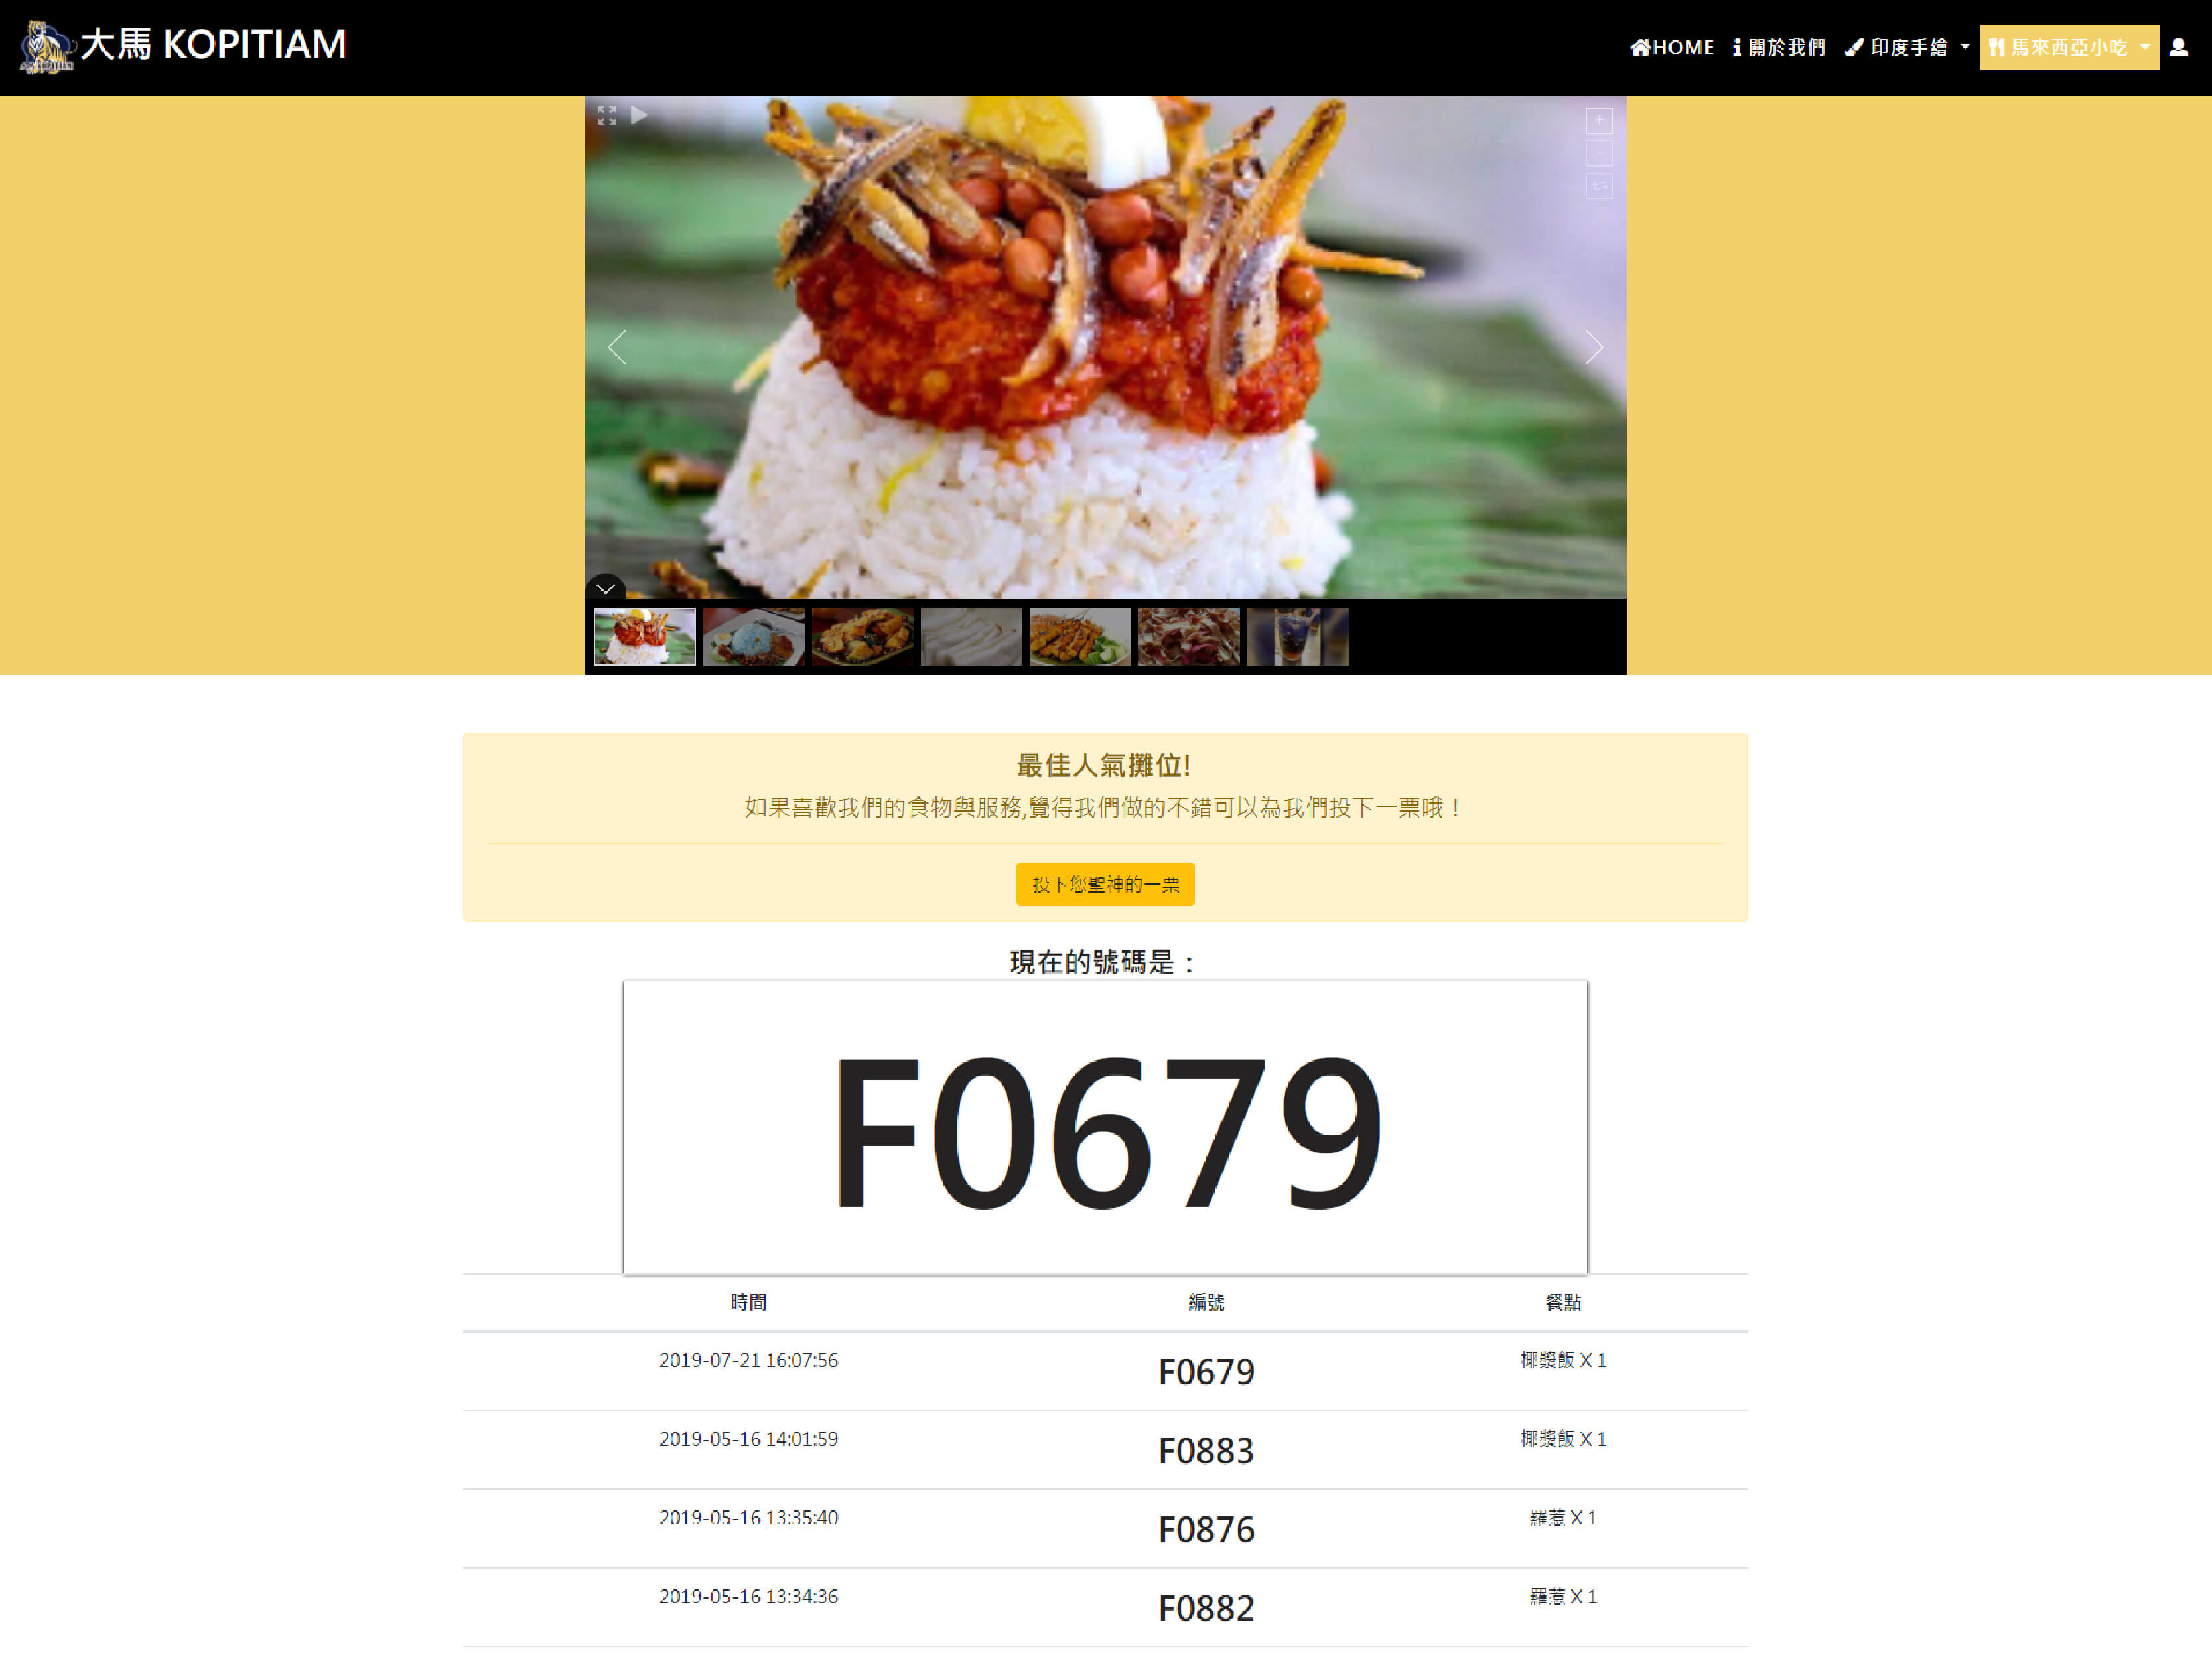 大馬 KOPITIAM
HOME 關於我們 印度手繪 馬來西亞小吃
最佳人氣攤位!
如果喜歡我們的食物與服務,覺得我們做的不錯可以為我們投下一票哦！
投下您聖神的一票
現在的號碼是：
F0679
時間 編號 餐點
2019-07-21 16:07:56 F0679 椰漿飯 X 1
2019-05-16 14:01:59 F0883 椰漿飯 X 1
2019-05-16 13:35:40 F0876 羅惹 X 1
2019-05-16 13:34:36 F0882 羅惹 X 1